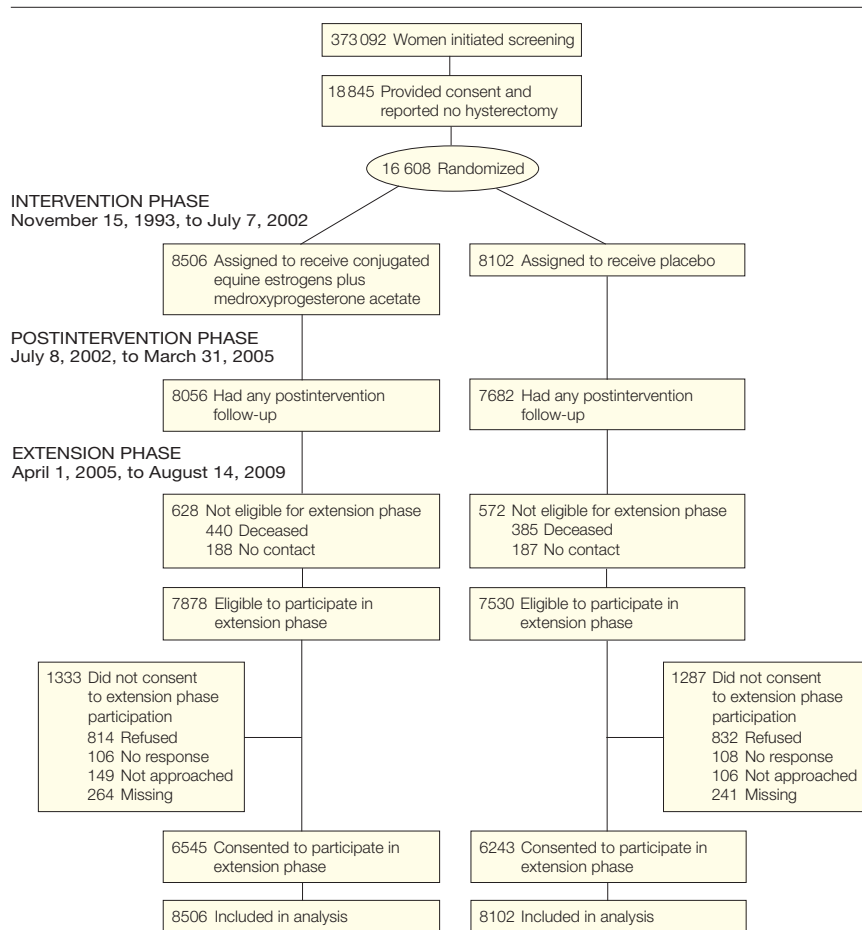 373 092 Women initiated screening
18 845 Provided consent and
reported no hysterectomy
16 608 Randomized
INTERVENTION PHASE
November 15, 1993, to July 7, 2002
8506 Assigned to receive conjugated
equine estrogens plus
medroxyprogesterone acetate
8102 Assigned to receive placebo
POSTINTERVENTION PHASE
July 8, 2002, to March 31, 2005
8056 Had any postintervention
follow-up
7682 Had any postintervention
follow-up
EXTENSION PHASE
April 1, 2005, to August 14, 2009
628 Not eligible for extension phase
440 Deceased
188 No contact
572 Not eligible for extension phase
385 Deceased
187 No contact
7878 Eligible to participate in
extension phase
7530 Eligible to participate in
extension phase
1333 Did not consent
to extension phase
participation
814 Refused
106 No response
149 Not approached
264 Missing
1287 Did not consent
to extension phase
participation
832 Refused
108 No response
106 Not approached
241 Missing
6545 Consented to participate in
extension phase
6243 Consented to participate in
extension phase
8506 Included in analysis
8102 Included in analysis